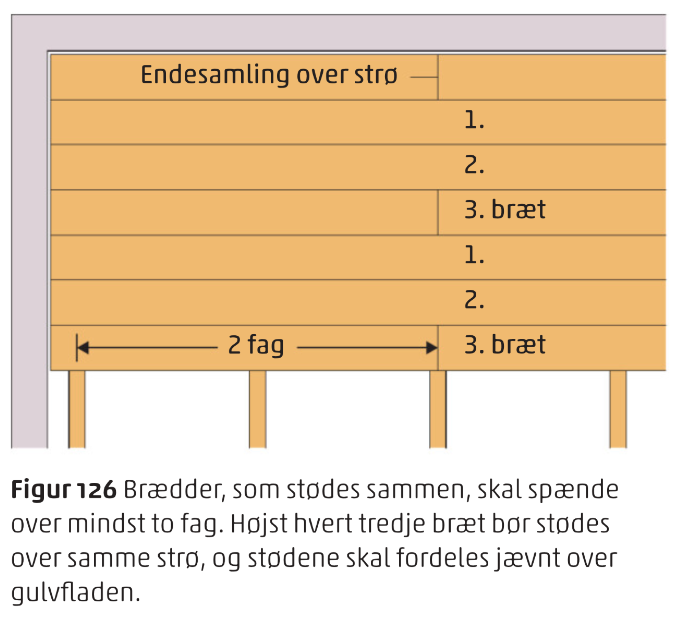 Endesamling over strø
1.
2.
3. bræt
1.
2.
2 fag
3. bræt
Figur 126 Brædder, som stødes sammen, skal spænde
over mindst to fag. Højst hvert tredje bræt bør stødes
over samme strø, og stødene skal fordeles jævnt over
gulvfladen.